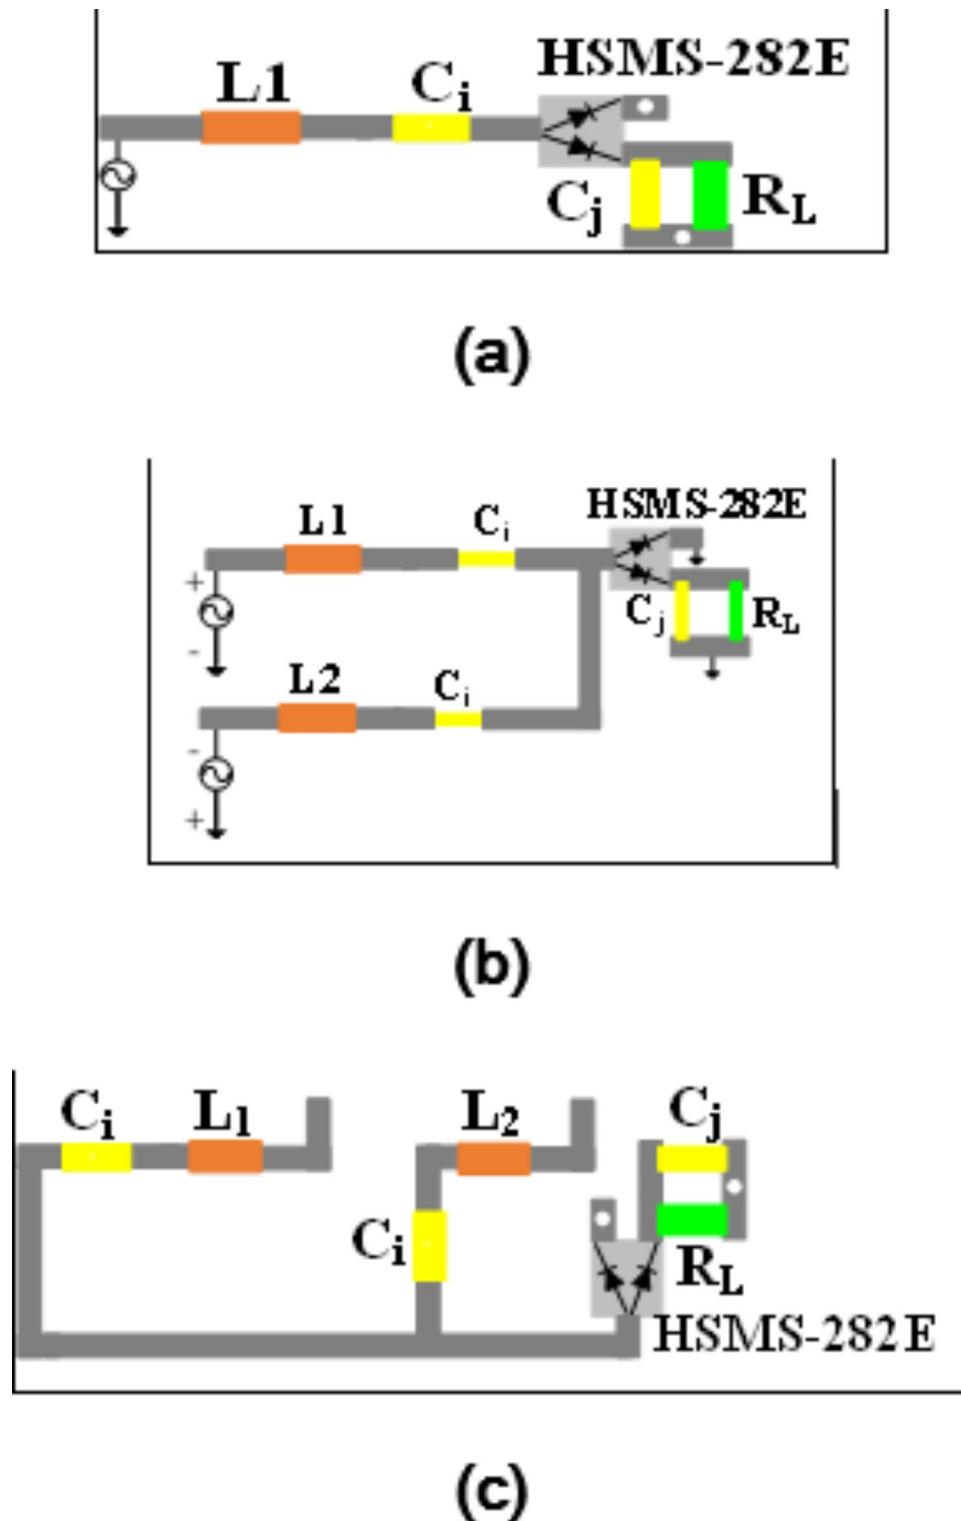 HSMS-282E
L1 Ci
Cj RL
(a)
HSMS-282E
L1 Ci
+
Cj RL
-
L2 Ci
-
+
(b)
Ci L1 L2 Cj
Ci RL
HSMS-282E
(c)